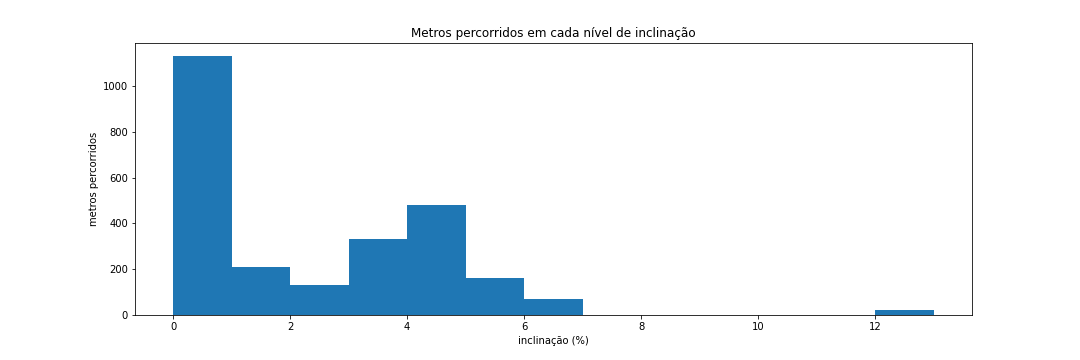 Metros percorridos em cada nível de inclinação
metros percorridos
1000
800
600
400
200
0
0 2 4 6 8 10 12
inclinação (%)